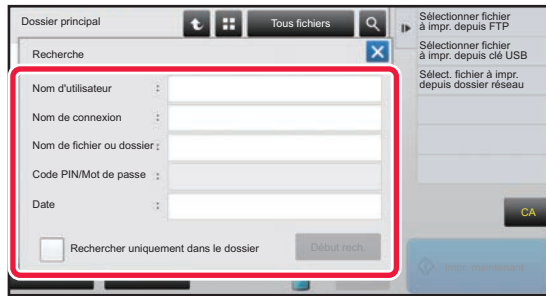 Dossier principal
Tous fichiers
Sélectionner fichier
à impr. depuis FTP
Sélectionner fichier
à impr. depuis clé USB
Sélect. fichier à impr.
depuis dossier réseau
Recherche
Nom d'utilisateur :
Nom de connexion :
Nom de fichier ou dossier :
Code PIN/Mot de passe :
Date :
Rechercher uniquement dans le dossier
Début rech.
CA